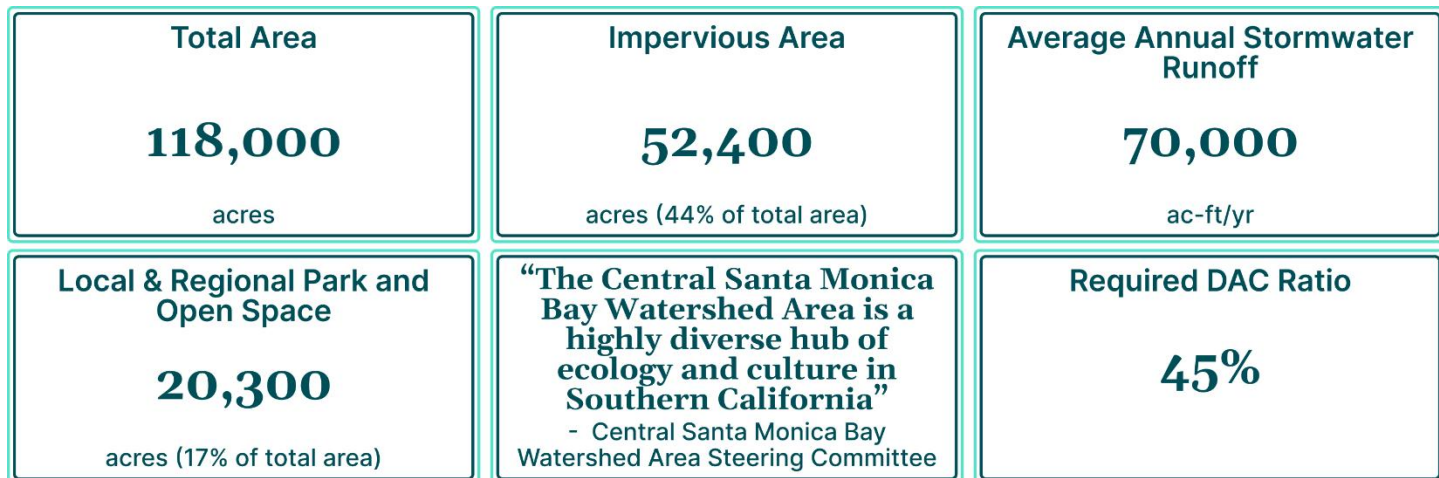 Total Area
118,000
acres
Impervious Area
52,400
acres (44% of total area)
Average Annual Stormwater
Runoff
70,000
ac-ft/yr
Local & Regional Park and
Open Space
20,300
acres (17% of total area)
“The Central Santa Monica
Bay Watershed Area is a
highly diverse hub of
ecology and culture in
Southern California”
- Central Santa Monica Bay
Watershed Area Steering Committee
Required DAC Ratio
45%